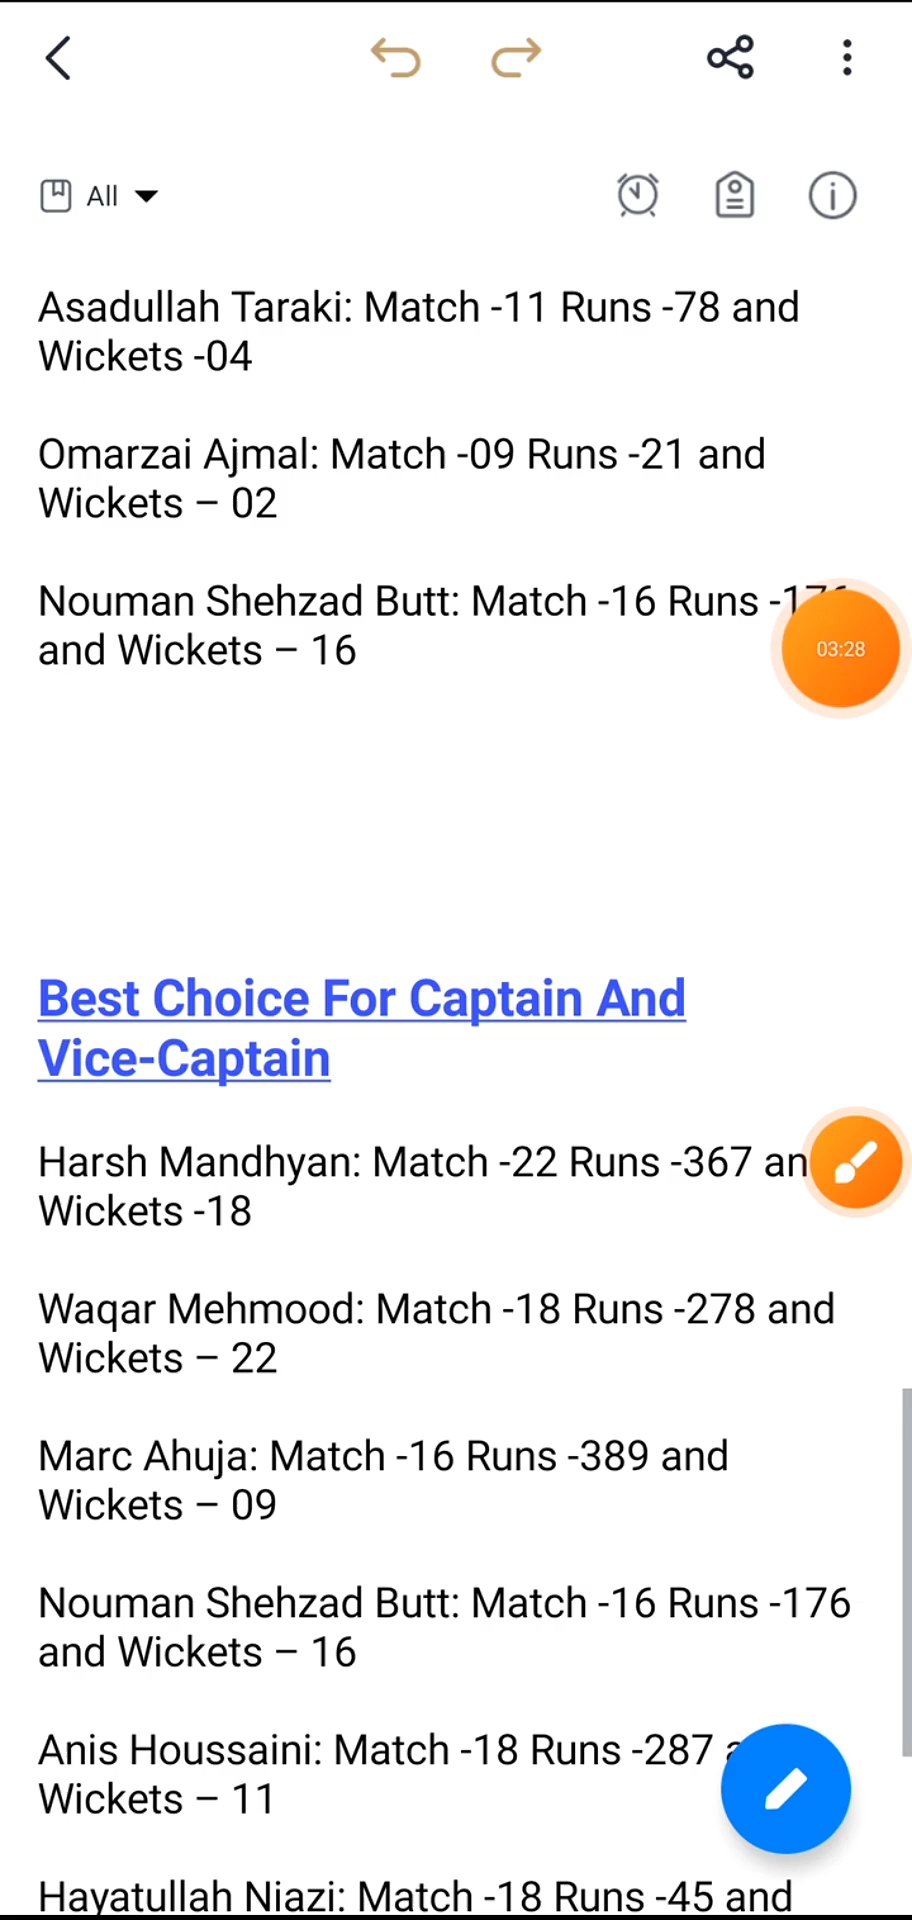 All
Asadullah Taraki: Match -11 Runs -78 and
Wickets -04
Omarzai Ajmal: Match -09 Runs -21 and
Wickets – 02
Nouman Shehzad Butt: Match -16 Runs -176
and Wickets – 16
03:28
Best Choice For Captain And
Vice-Captain
Harsh Mandhyan: Match -22 Runs -367 an
Wickets -18
Waqar Mehmood: Match -18 Runs -278 and
Wickets – 22
Marc Ahuja: Match -16 Runs -389 and
Wickets – 09
Nouman Shehzad Butt: Match -16 Runs -176
and Wickets – 16
Anis Houssaini: Match -18 Runs -287
Wickets – 11
Hayatullah Niazi: Match -18 Runs -45 and